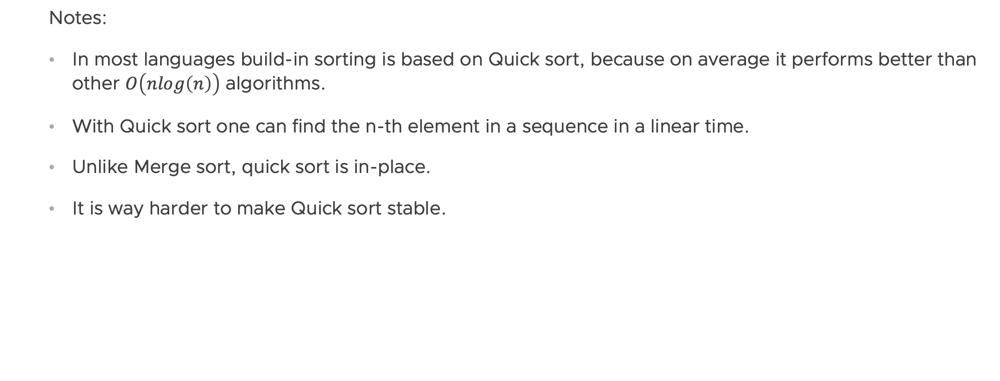 Notes:
• In most languages build-in sorting is based on Quick sort, because on average it performs better than
other O(nlog(n)) algorithms.
• With Quick sort one can find the n-th element in a sequence in a linear time.
• Unlike Merge sort, quick sort is in-place.
• It is way harder to make Quick sort stable.